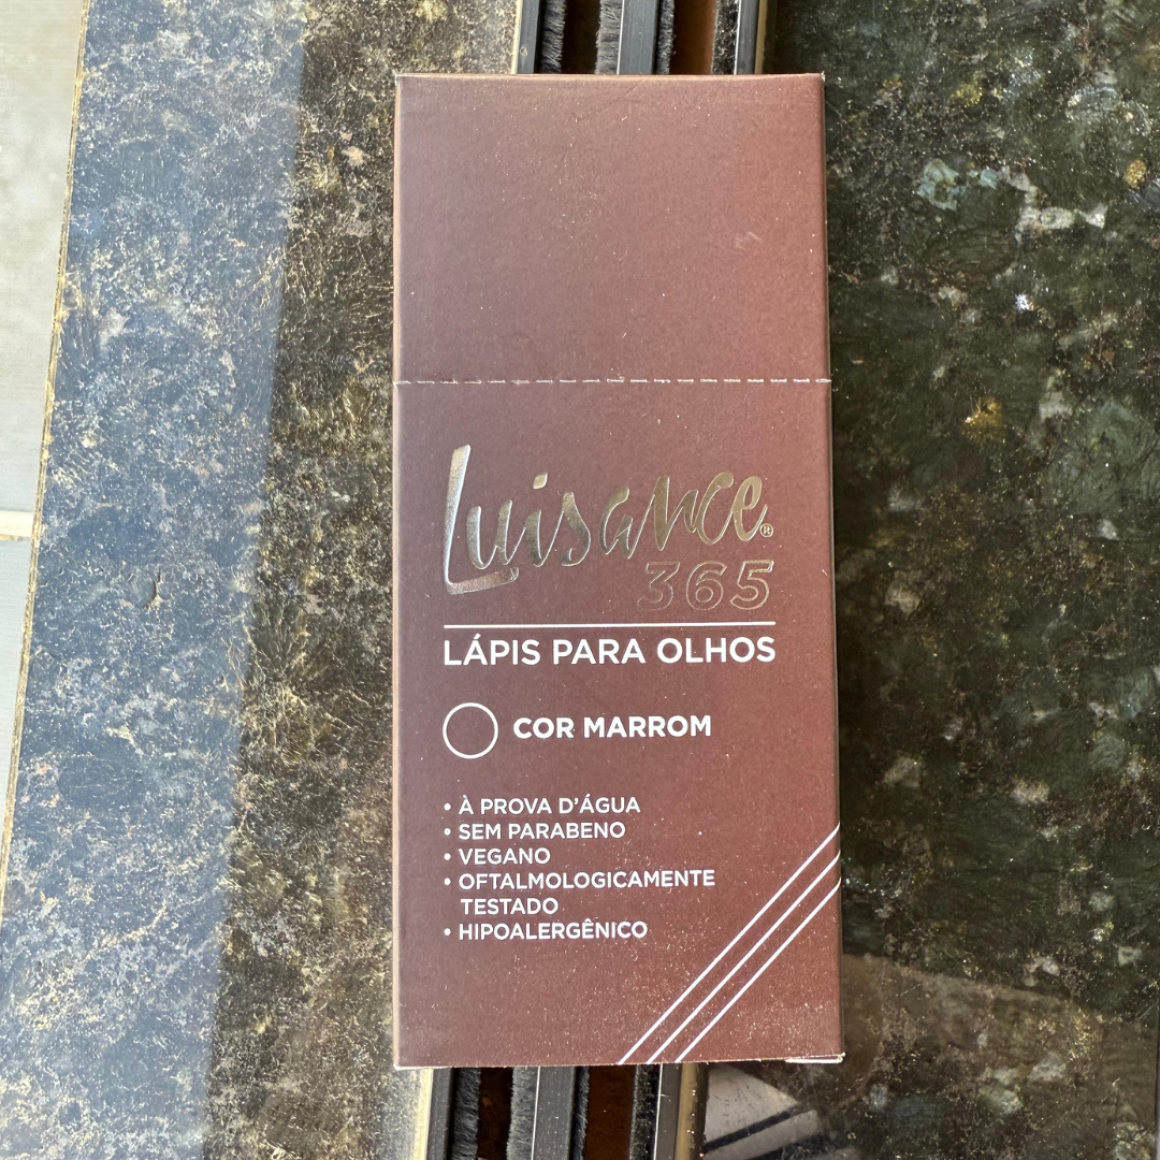 Luisance®
365
LÁPIS PARA OLHOS
COR MARROM
• À PROVA D'ÁGUA
• SEM PARABENO
• VEGANO
• OFTALMOLOGICAMENTE
TESTADO
• HIPOALERGÊNICO